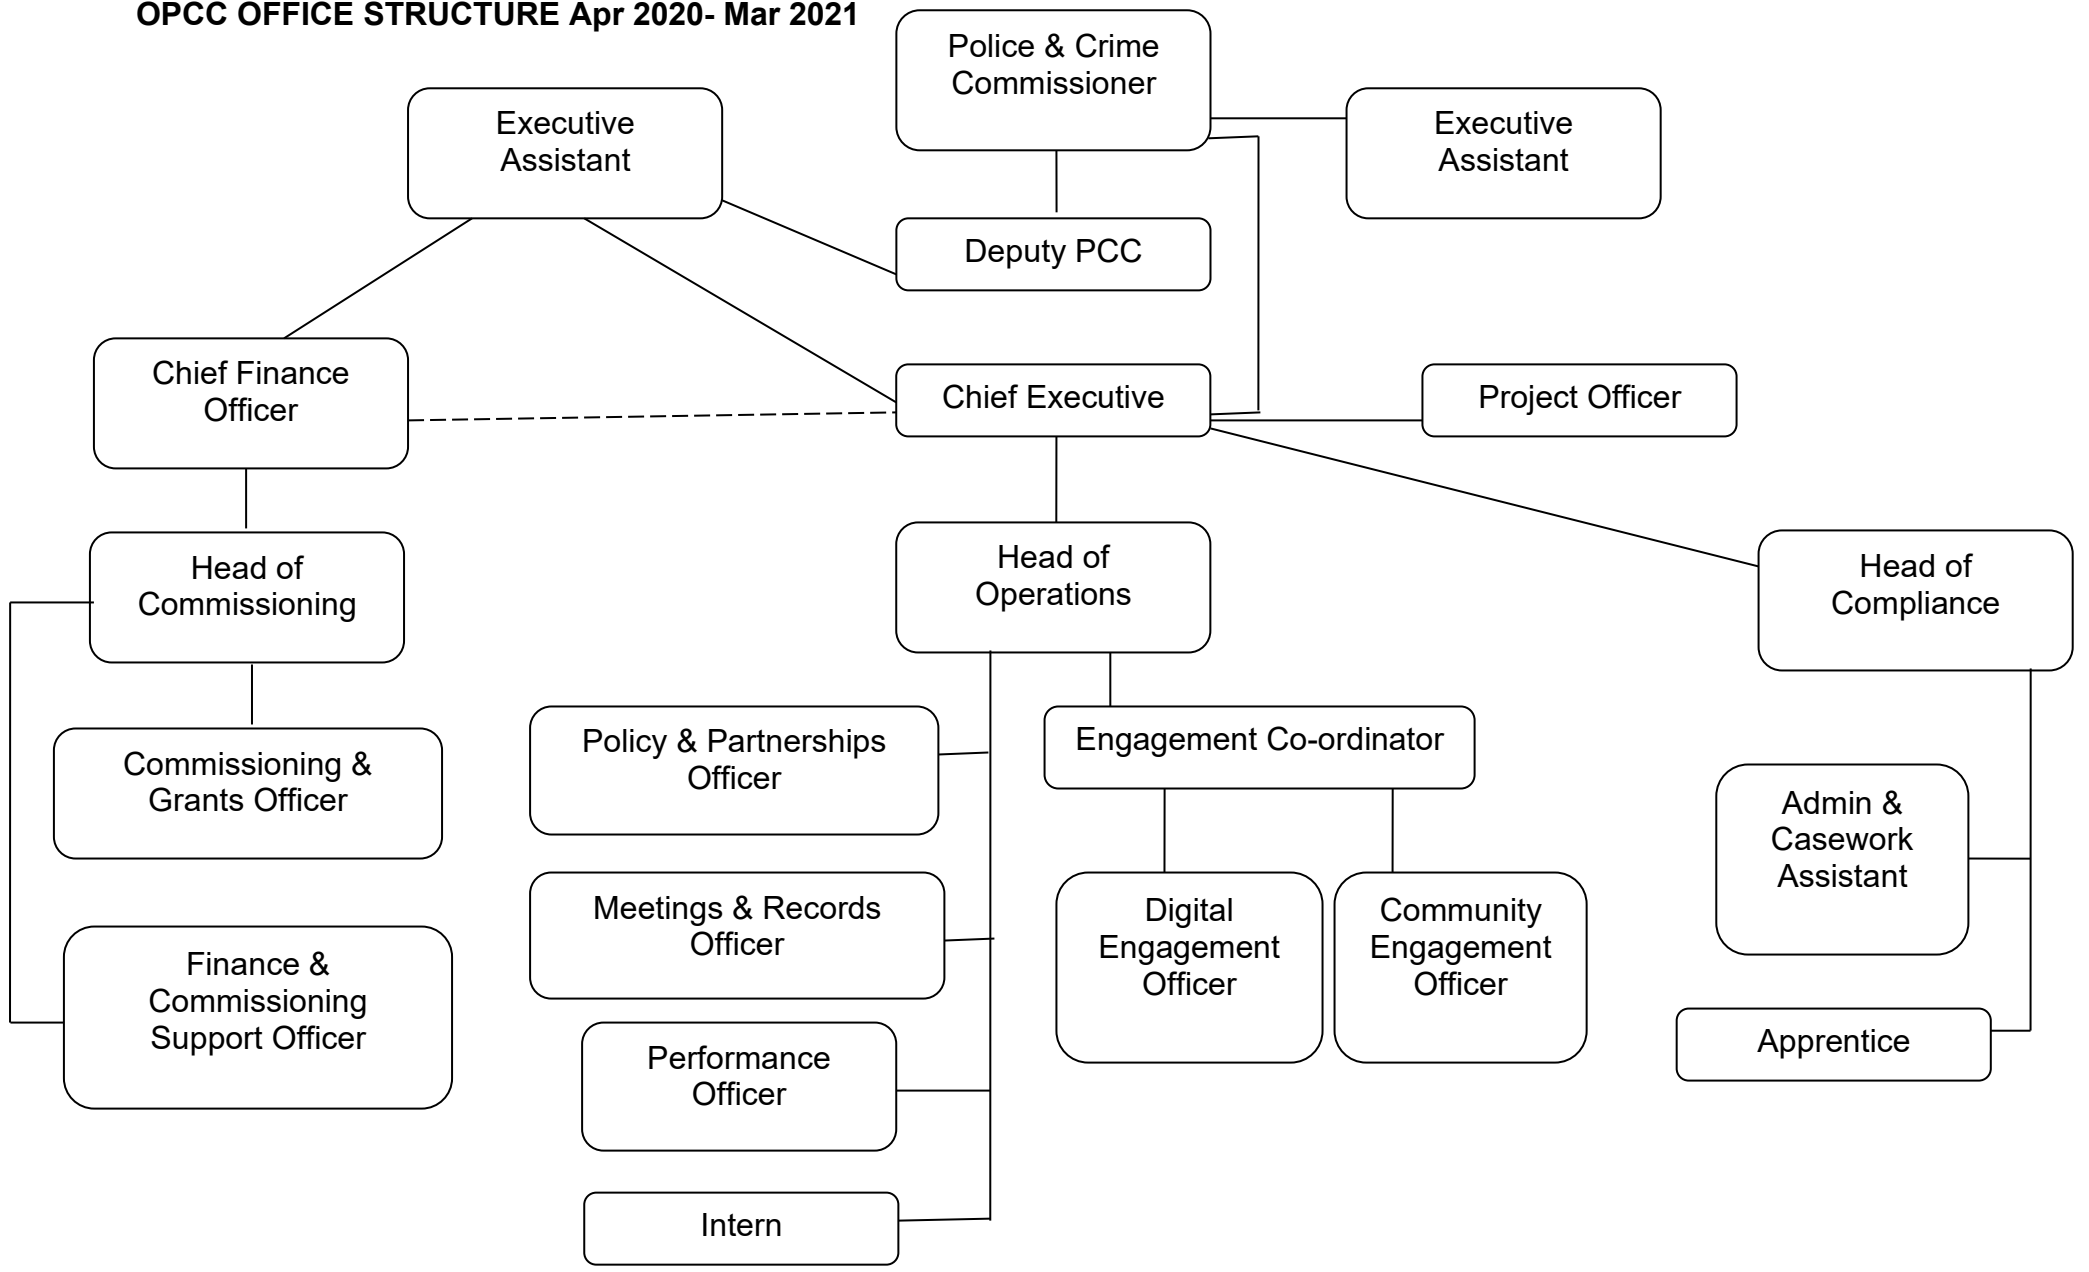 OPCC OFFICE STRUCTURE Apr 2020- Mar 2021
Police & Crime
Commissioner
Executive
Assistant
Executive
Assistant
Deputy PCC
Chief Finance
Officer
Chief Executive
Project Officer
Head of
Commissioning
Head of
Operations
Head of
Compliance
Commissioning &
Grants Officer
Policy & Partnerships
Officer
Engagement Co-ordinator
Admin &
Casework
Assistant
Finance &
Commissioning
Support Officer
Meetings & Records
Officer
Digital
Engagement
Officer
Community
Engagement
Officer
Performance
Officer
Apprentice
Intern